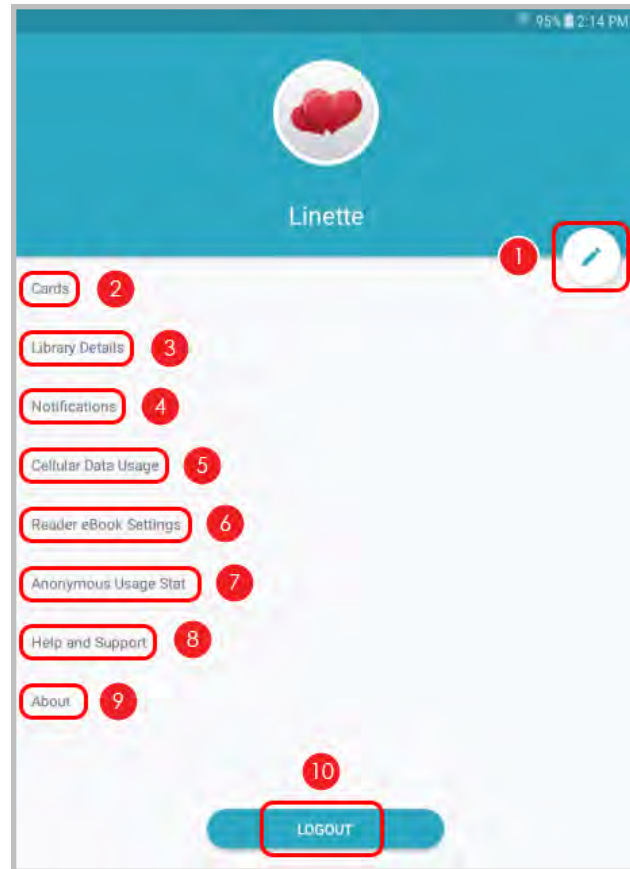 95% 2:14 PM
Linette
1
Cards 2
Library Details 3
Notifications 4
Cellular Data Usage 5
Reader eBook Settings 6
Anonymous Usage Stat 7
Help and Support 8
About 9
10
LOGOUT